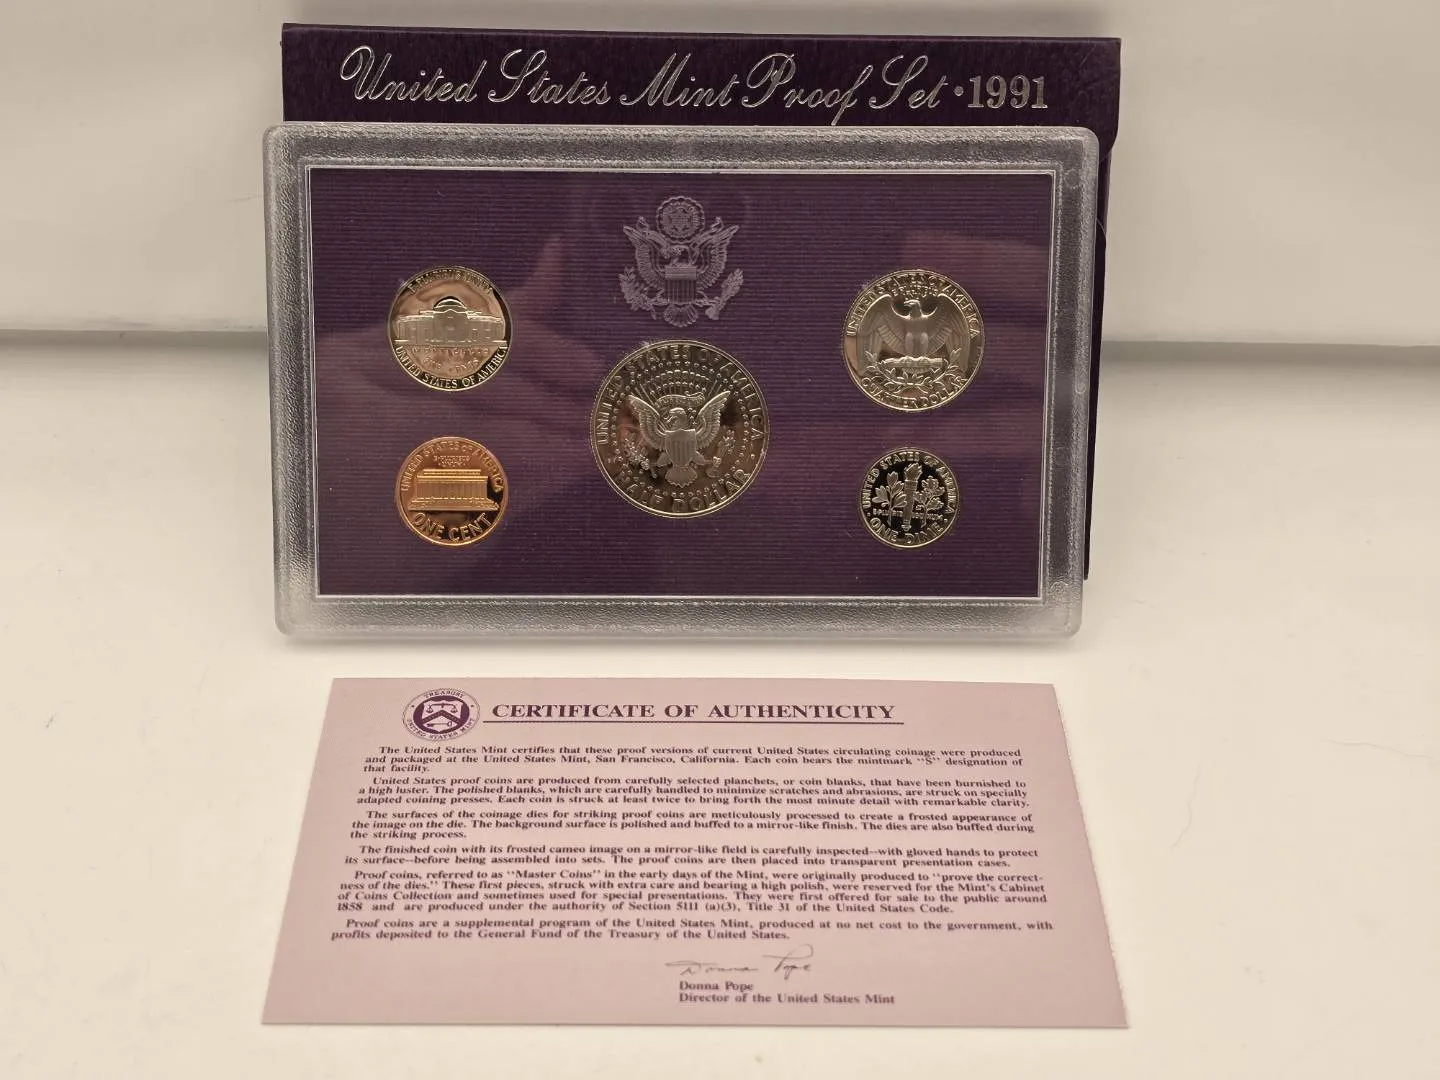 United States Mint Proof Set · 1991
E PLURIBUS UNUM
MONTICELLO
UNITED STATES OF AMERICA
UNITED STATES OF AMERICA
E PLURIBUS
ONE CENT
UNITED STATES OF AMERICA
HALF DOLLAR
UNITED STATES OF AMERICA
QUARTER DOLLAR
UNITED STATES OF AMERICA
ONE DIME
TREASURY
UNITED STATES MINT
CERTIFICATE OF AUTHENTICITY
The United States Mint certifies that these proof versions of current United States circulating coinage were produced
and packaged at the United States Mint, San Francisco, California. Each coin bears the mintmark "S" designation of
that facility.
United States proof coins are produced from carefully selected planchets, or coin blanks, that have been burnished to
a high luster. The polished blanks, which are carefully handled to minimize scratches and abrasions, are struck on specially
adapted coining presses. Each coin is struck at least twice to bring forth the most minute detail with remarkable clarity.
The surfaces of the coinage dies for striking proof coins are meticulously processed to create a frosted appearance of
the image on the die. The background surface is polished and buffed to a mirror-like finish. The dies are also buffed during
the striking process.
The finished coin with its frosted cameo image on a mirror-like field is carefully inspected--with gloved hands to protect
its surface--before being assembled into sets. The proof coins are then placed into transparent presentation cases.
Proof coins, referred to as "Master Coins" in the early days of the Mint, were originally produced to "prove the correct-
ness of the dies." These first pieces, struck with extra care and bearing a high polish, were reserved for the Mint's Cabinet
of Coins Collection and sometimes used for special presentations. They were first offered for sale to the public around
1858 and are produced under the authority of Section 5111 (a)(3), Title 31 of the United States Code.
Proof coins are a supplemental program of the United States Mint, produced at no net cost to the government, with
profits deposited to the General Fund of the Treasury of the United States.
Donna Pope
Donna Pope
Director of the United States Mint